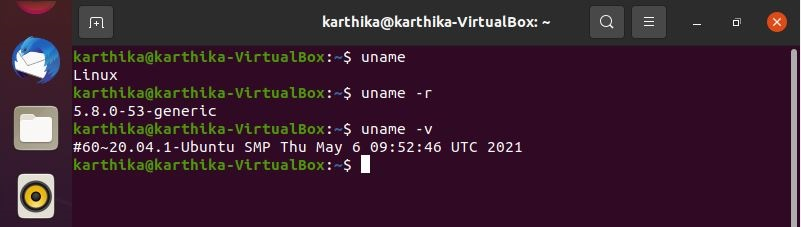 karthika@karthika-VirtualBox: ~
karthika@karthika-VirtualBox:~$ uname
Linux
karthika@karthika-VirtualBox:~$ uname -r
5.8.0-53-generic
karthika@karthika-VirtualBox:~$ uname -v
#60~20.04.1-Ubuntu SMP Thu May 6 09:52:46 UTC 2021
karthika@karthika-VirtualBox:~$